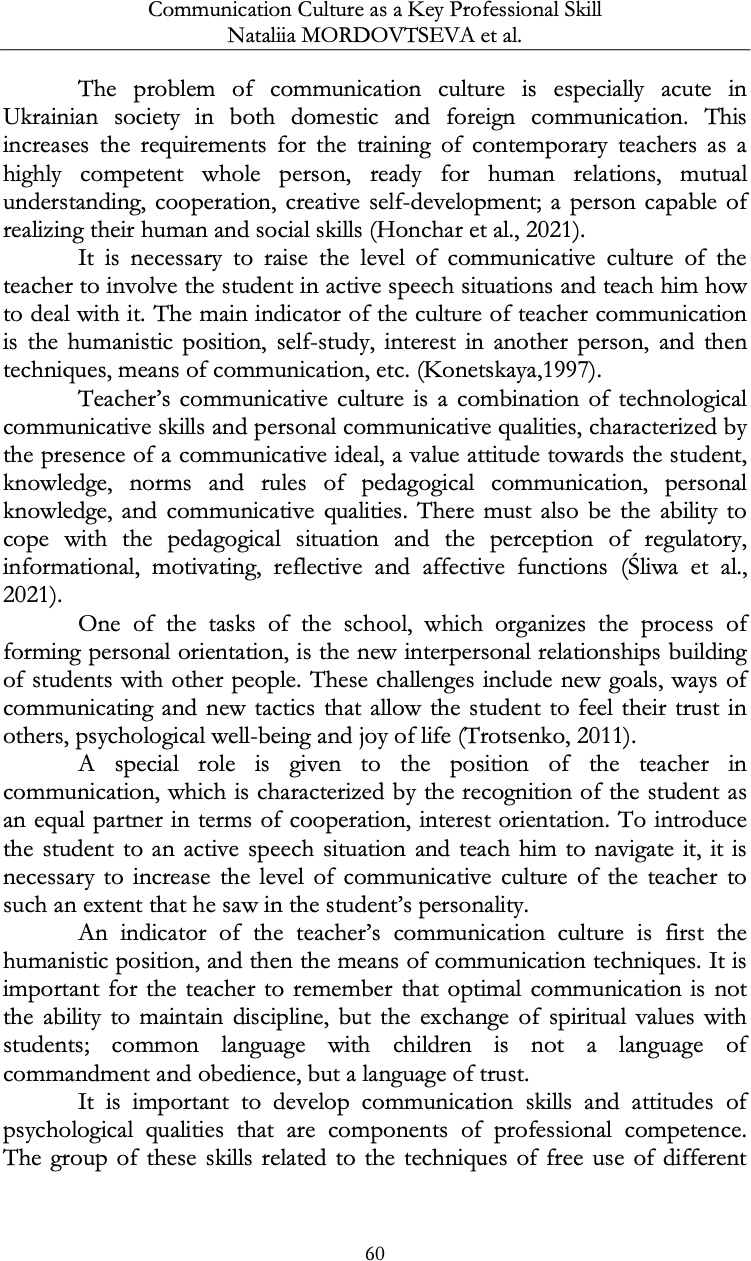 Communication Culture as a Key Professional Skill
Nataliia MORDOVTSEVA et al.
The problem of communication culture is especially acute in
Ukrainian society in both domestic and foreign communication. This
increases the requirements for the training of contemporary teachers as a
highly competent whole person, ready for human relations, mutual
understanding, cooperation, creative self-development; a person capable of
realizing their human and social skills (Honchar et al., 2021).
It is necessary to raise the level of communicative culture of the
teacher to involve the student in active speech situations and teach him how
to deal with it. The main indicator of the culture of teacher communication
is the humanistic position, self-study, interest in another person, and then
techniques, means of communication, etc. (Konetskaya,1997).
Teacher’s communicative culture is a combination of technological
communicative skills and personal communicative qualities, characterized by
the presence of a communicative ideal, a value attitude towards the student,
knowledge, norms and rules of pedagogical communication, personal
knowledge, and communicative qualities. There must also be the ability to
cope with the pedagogical situation and the perception of regulatory,
informational, motivating, reflective and affective functions (Śliwa et al.,
2021).
One of the tasks of the school, which organizes the process of
forming personal orientation, is the new interpersonal relationships building
of students with other people. These challenges include new goals, ways of
communicating and new tactics that allow the student to feel their trust in
others, psychological well-being and joy of life (Trotsenko, 2011).
A special role is given to the position of the teacher in
communication, which is characterized by the recognition of the student as
an equal partner in terms of cooperation, interest orientation. To introduce
the student to an active speech situation and teach him to navigate it, it is
necessary to increase the level of communicative culture of the teacher to
such an extent that he saw in the student’s personality.
An indicator of the teacher’s communication culture is first the
humanistic position, and then the means of communication techniques. It is
important for the teacher to remember that optimal communication is not
the ability to maintain discipline, but the exchange of spiritual values with
students; common language with children is not a language of
commandment and obedience, but a language of trust.
It is important to develop communication skills and attitudes of
psychological qualities that are components of professional competence.
The group of these skills related to the techniques of free use of different
60